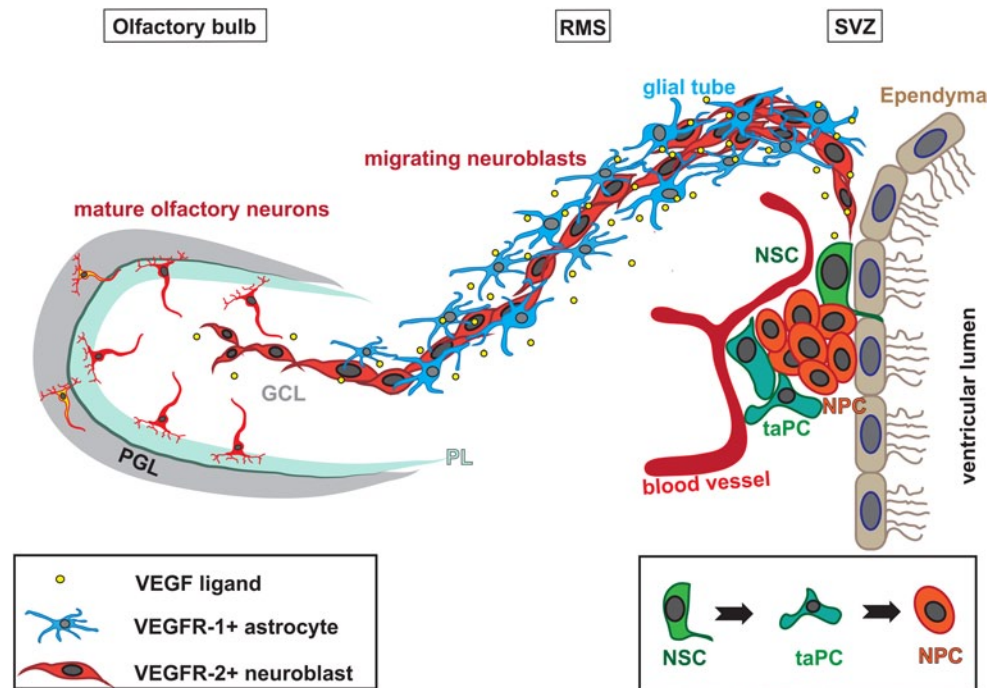 Olfactory bulb
RMS
SVZ
glial tube
Ependyma
migrating neuroblasts
mature olfactory neurons
NSC
GCL
NPC
taPC
PGL
PL
blood vessel
ventricular lumen
VEGF ligand
VEGFR-1+ astrocyte
VEGFR-2+ neuroblast
NSC
taPC
NPC